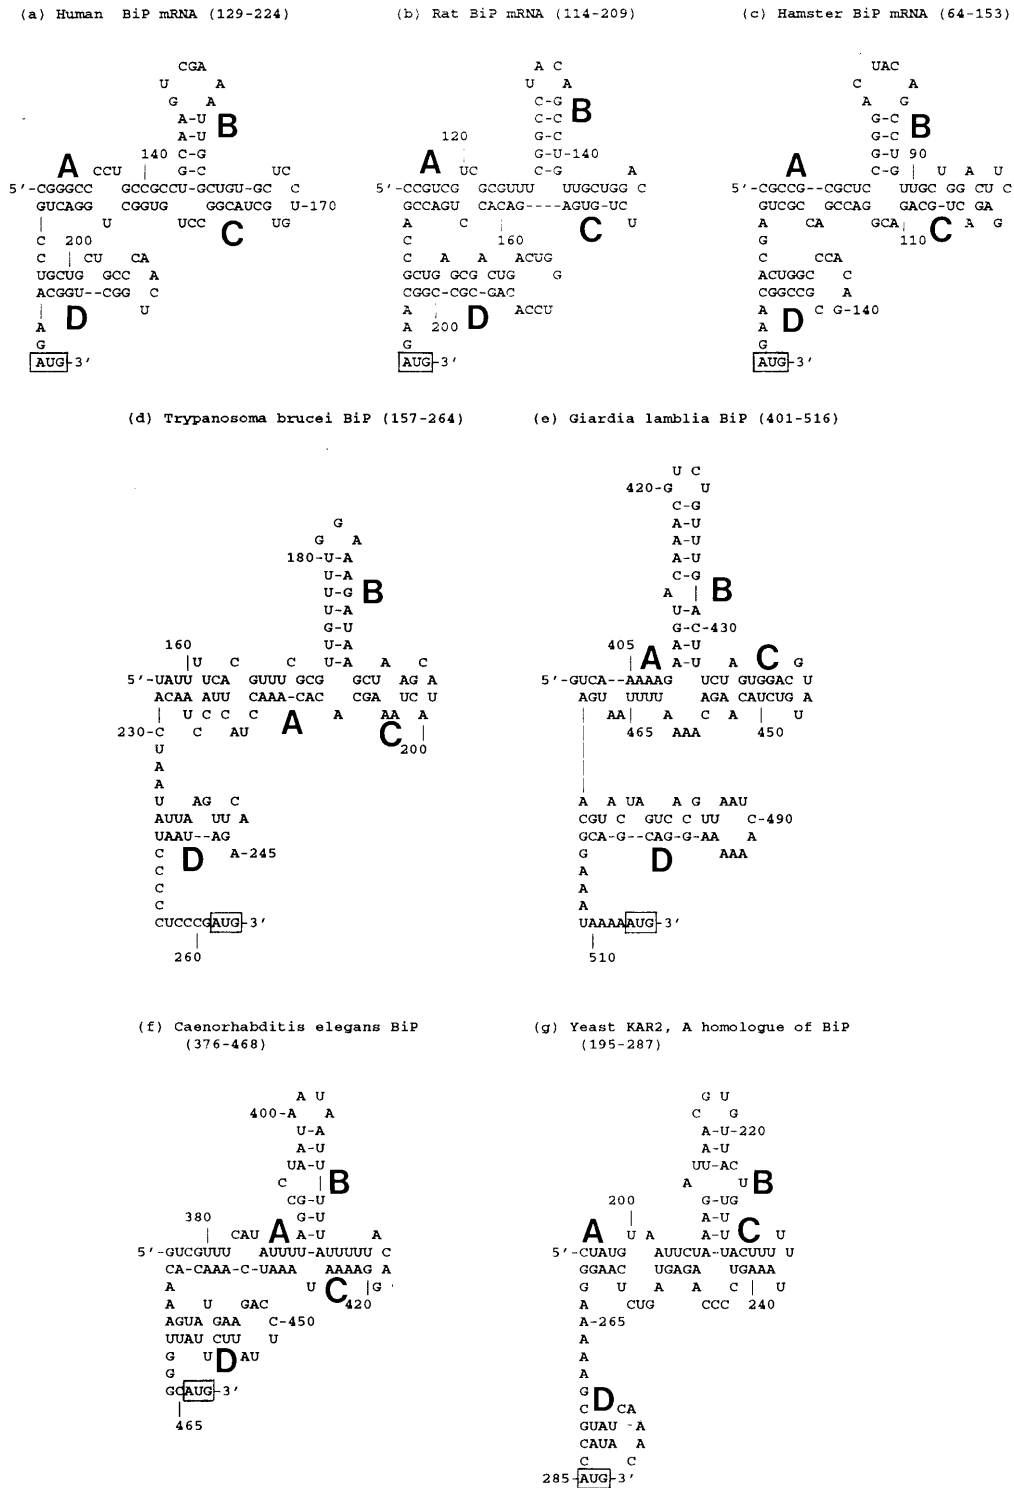 (a) Human BiP mRNA (129-224)
(b) Rat BiP mRNA (114-209)
(c) Hamster BiP mRNA (64-153)
CGA
U A
G A
A-U B
A-U
140 C-G
A CCU G-C UC
5'-CGGGCC GCCGCCU-GCUGU-GC C
GUCAGG CGGUG GGCAUCG U-170
U UCC C UG
C 200
C CU CA
UGCUG GCC A
ACGGU--CGG C
D U
A
G
AUG-3'
A C
U A
C-G B
C-G
120 G-C
G-C
A UC G-U-140
C-G A
5'-CCGUCG GCGUUU UUGCUGG C
GCCAGU CACAG----AGUG-UC
A C C U
C 160
C A A ACUG
GCUG GCG CUG G
CGGC-CGC-GAC
A D ACCU
A 200
G
AUG-3'
UAC
C A
A G
G-C B
G-C
A G-U 90
C-G U A U
5'-CGCCG--CGCUC UUGC GG CUC
GUCGC GCCAG GACG-UC GA
A CA GCA C A G
G 110
C CCA
ACUGGC C
CGGCCG A
A D C G-140
A
G
AUG-3'
(d) Trypanosoma brucei BiP (157-264)
(e) Giardia lamblia BiP (401-516)
G
G A
180-U-A
U-A
U-G B
U-A
G-U
160 U-A
U C C U-A A C
5'-UAUU UCA GUUU GCG GCU AG A
ACAA AUU CAAA-CAC CGA UC U
U C C C A A C AA A
230-C C AU 200
U
A
A
U AG C
AUUA UU A
UAAU--AG
C D A-245
C
C
C
CUCCCGAUG-3'
260
U C
420-G U
C-G
A-U
A-U
A-U
C-G
A B
U-A
G-C-430
405 A A-U
A-U A C G
5'-GUCA--AAAAG UCU GUGGAC U
AGU UUUU AGA CAUCUG A
AA A C A U
465 AAA 450
A A UA A G AAU
CGU C GUC C UU C-490
GCA-G--CAG-G-AA A
G D AAA
A
A
A
UAAAAAUG-3'
510
(f) Caenorhabditis elegans BiP
(376-468)
(g) Yeast KAR2, A homologue of BiP
(195-287)
A U
400-A A
U-A
A-U
UA-U
C B
CG-U
380 G-U
CAU A A-U A
5'-GUCGUUU AUUUU-AUUUUU C
CA-CAAA-C-UAAA AAAAG A
A U C G
A U GAC 420
AGUA GAA C-450
UUAU CUU U
G U D AU
G
GCAUG-3'
465
G U
C G
A-U-220
A-U
UU-AC
A U B
200 G-UG
A-U
A U A A-U C U
5'-CUAUG AUUCUA-UACUUU U
GGAAC UGAGA UGAAA
G U A A C U
A CUG CCC 240
A-265
A
A
A
G
C D CA
GUAU -A A
CAUA A
C C
285-AUG-3'